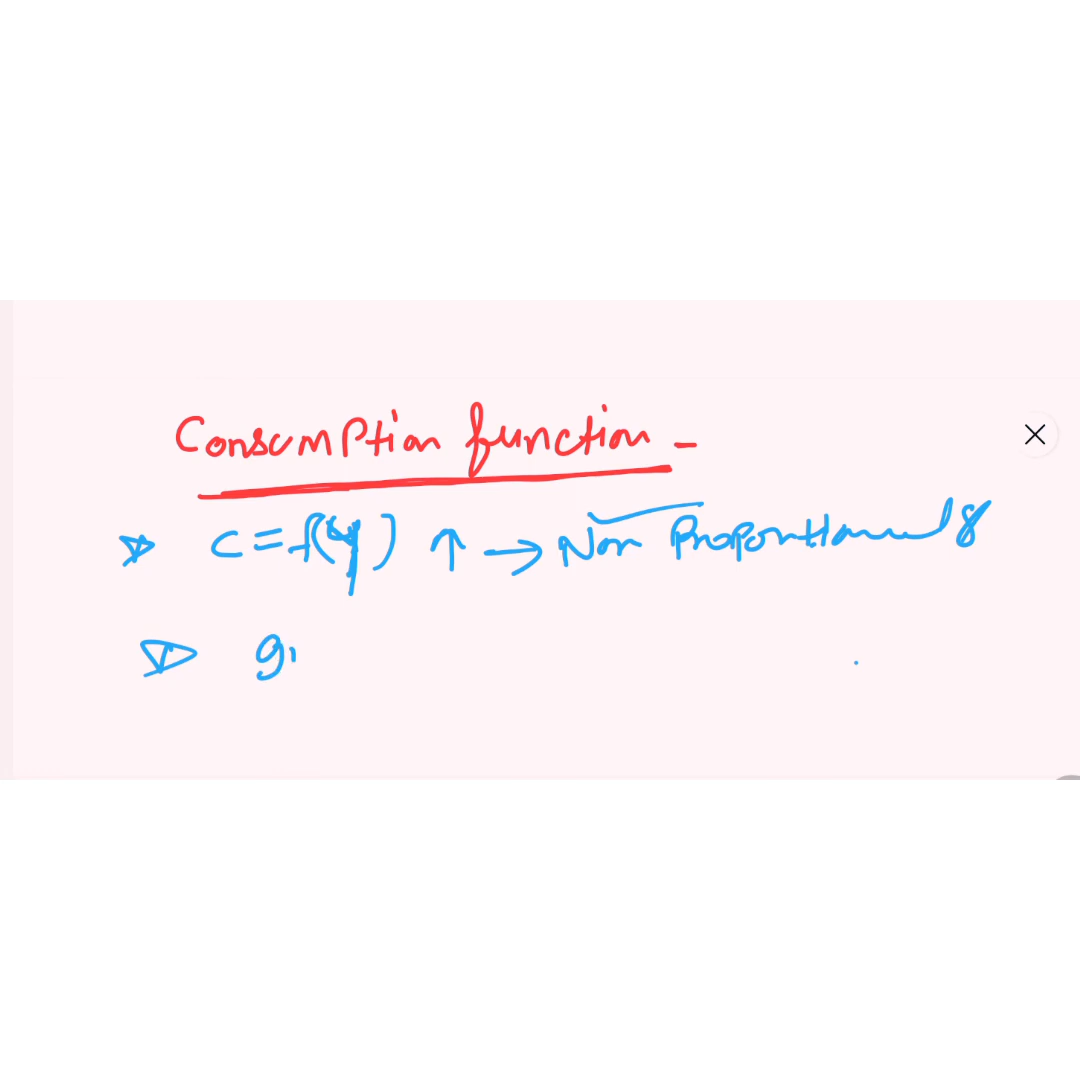 Consumption function -
C = f(y) ↑ → Non Proportional